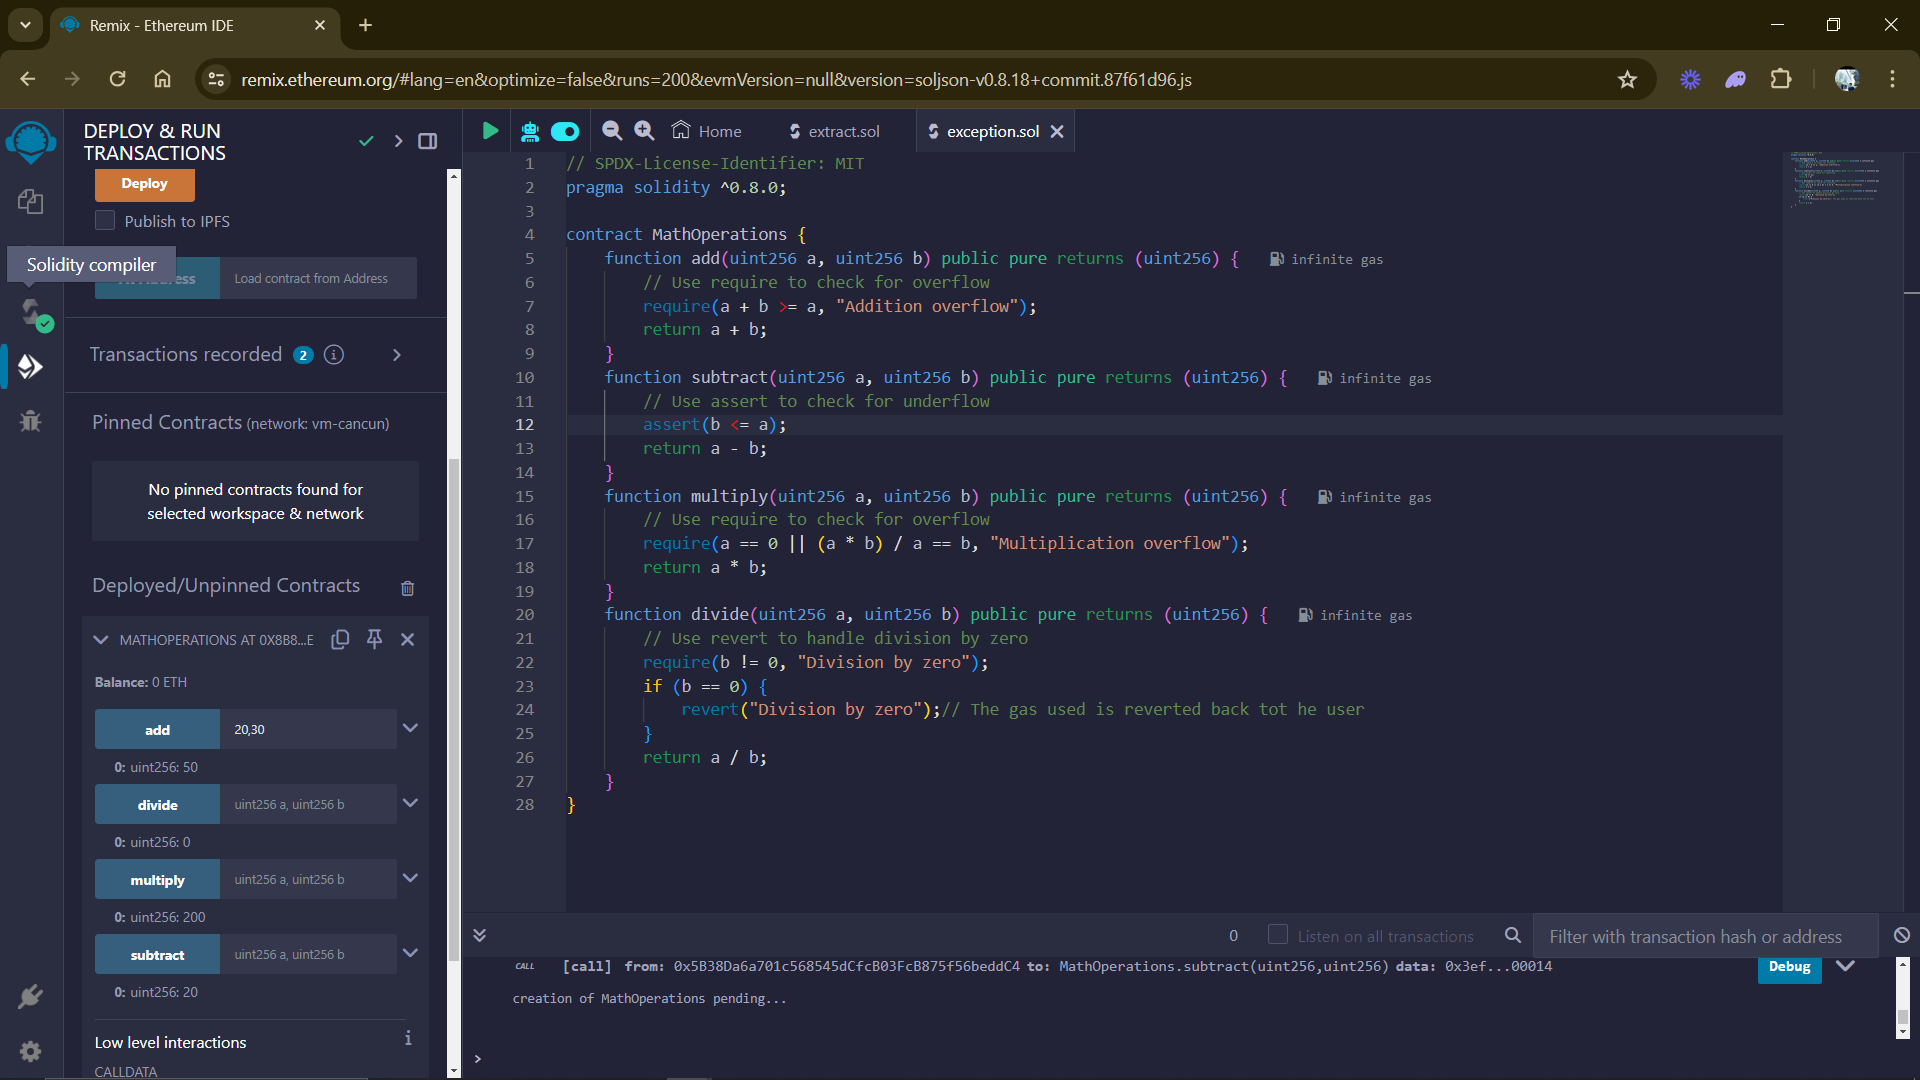 Remix - Ethereum IDE
remix.ethereum.org/#lang=en&optimize=false&runs=200&evmVersion=null&version=soljson-v0.8.18+commit.87f61d96.js
DEPLOY & RUN
TRANSACTIONS
Deploy
Publish to IPFS
Solidity compiler
Load contract from Address
Transactions recorded 2 i
Pinned Contracts (network: vm-cancun)
No pinned contracts found for
selected workspace & network
Deployed/Unpinned Contracts
MATHOPERATIONS AT 0X8B8...E
Balance: 0 ETH
add 20,30
0: uint256: 50
divide uint256 a, uint256 b
0: uint256: 0
multiply uint256 a, uint256 b
0: uint256: 200
subtract uint256 a, uint256 b
0: uint256: 20
Low level interactions i
CALLDATA
Home extract.sol exception.sol
1 // SPDX-License-Identifier: MIT
2 pragma solidity ^0.8.0;
3
4 contract MathOperations {
5 function add(uint256 a, uint256 b) public pure returns (uint256) { infinite gas
6 // Use require to check for overflow
7 require(a + b >= a, "Addition overflow");
8 return a + b;
9 }
10 function subtract(uint256 a, uint256 b) public pure returns (uint256) { infinite gas
11 // Use assert to check for underflow
12 assert(b <= a);
13 return a - b;
14 }
15 function multiply(uint256 a, uint256 b) public pure returns (uint256) { infinite gas
16 // Use require to check for overflow
17 require(a == 0 || (a * b) / a == b, "Multiplication overflow");
18 return a * b;
19 }
20 function divide(uint256 a, uint256 b) public pure returns (uint256) { infinite gas
21 // Use revert to handle division by zero
22 require(b != 0, "Division by zero");
23 if (b == 0) {
24 revert("Division by zero");// The gas used is reverted back tot he user
25 }
26 return a / b;
27 }
28 }
0 Listen on all transactions Filter with transaction hash or address
CALL [call] from: 0x5B38Da6a701c568545dCfcB03FcB875f56beddC4 to: MathOperations.subtract(uint256,uint256) data: 0x3ef...00014 Debug
creation of MathOperations pending...
>